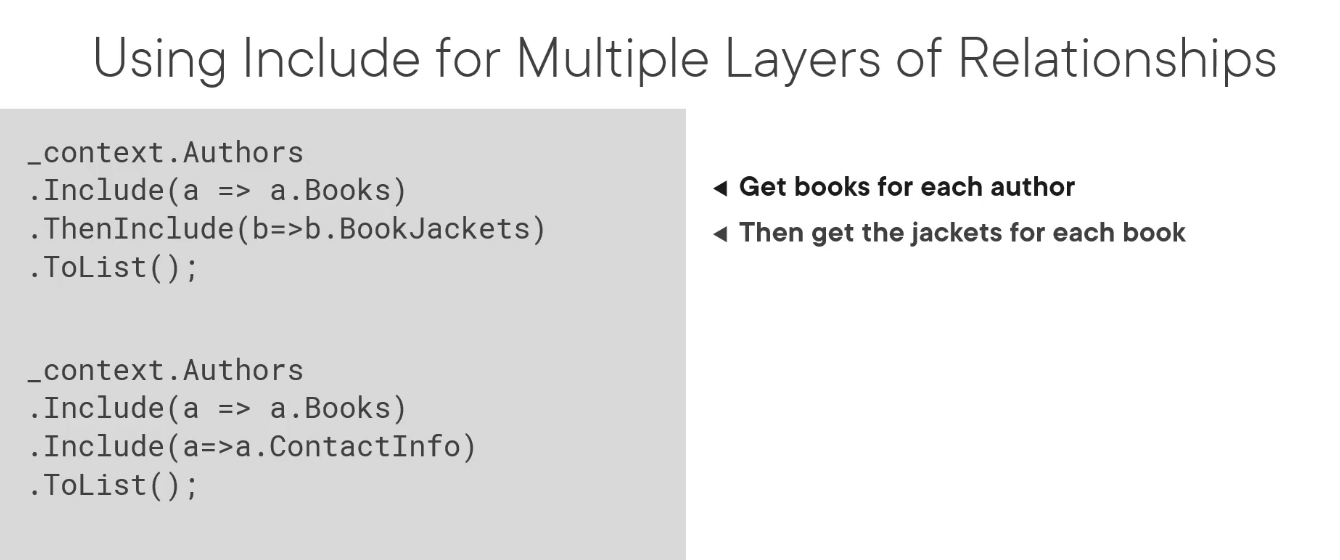 Using Include for Multiple Layers of Relationships
_context.Authors
.Include(a => a.Books)
.ThenInclude(b=>b.BookJackets)
.ToList();
◂ Get books for each author
◂ Then get the jackets for each book
_context.Authors
.Include(a => a.Books)
.Include(a=>a.ContactInfo)
.ToList();